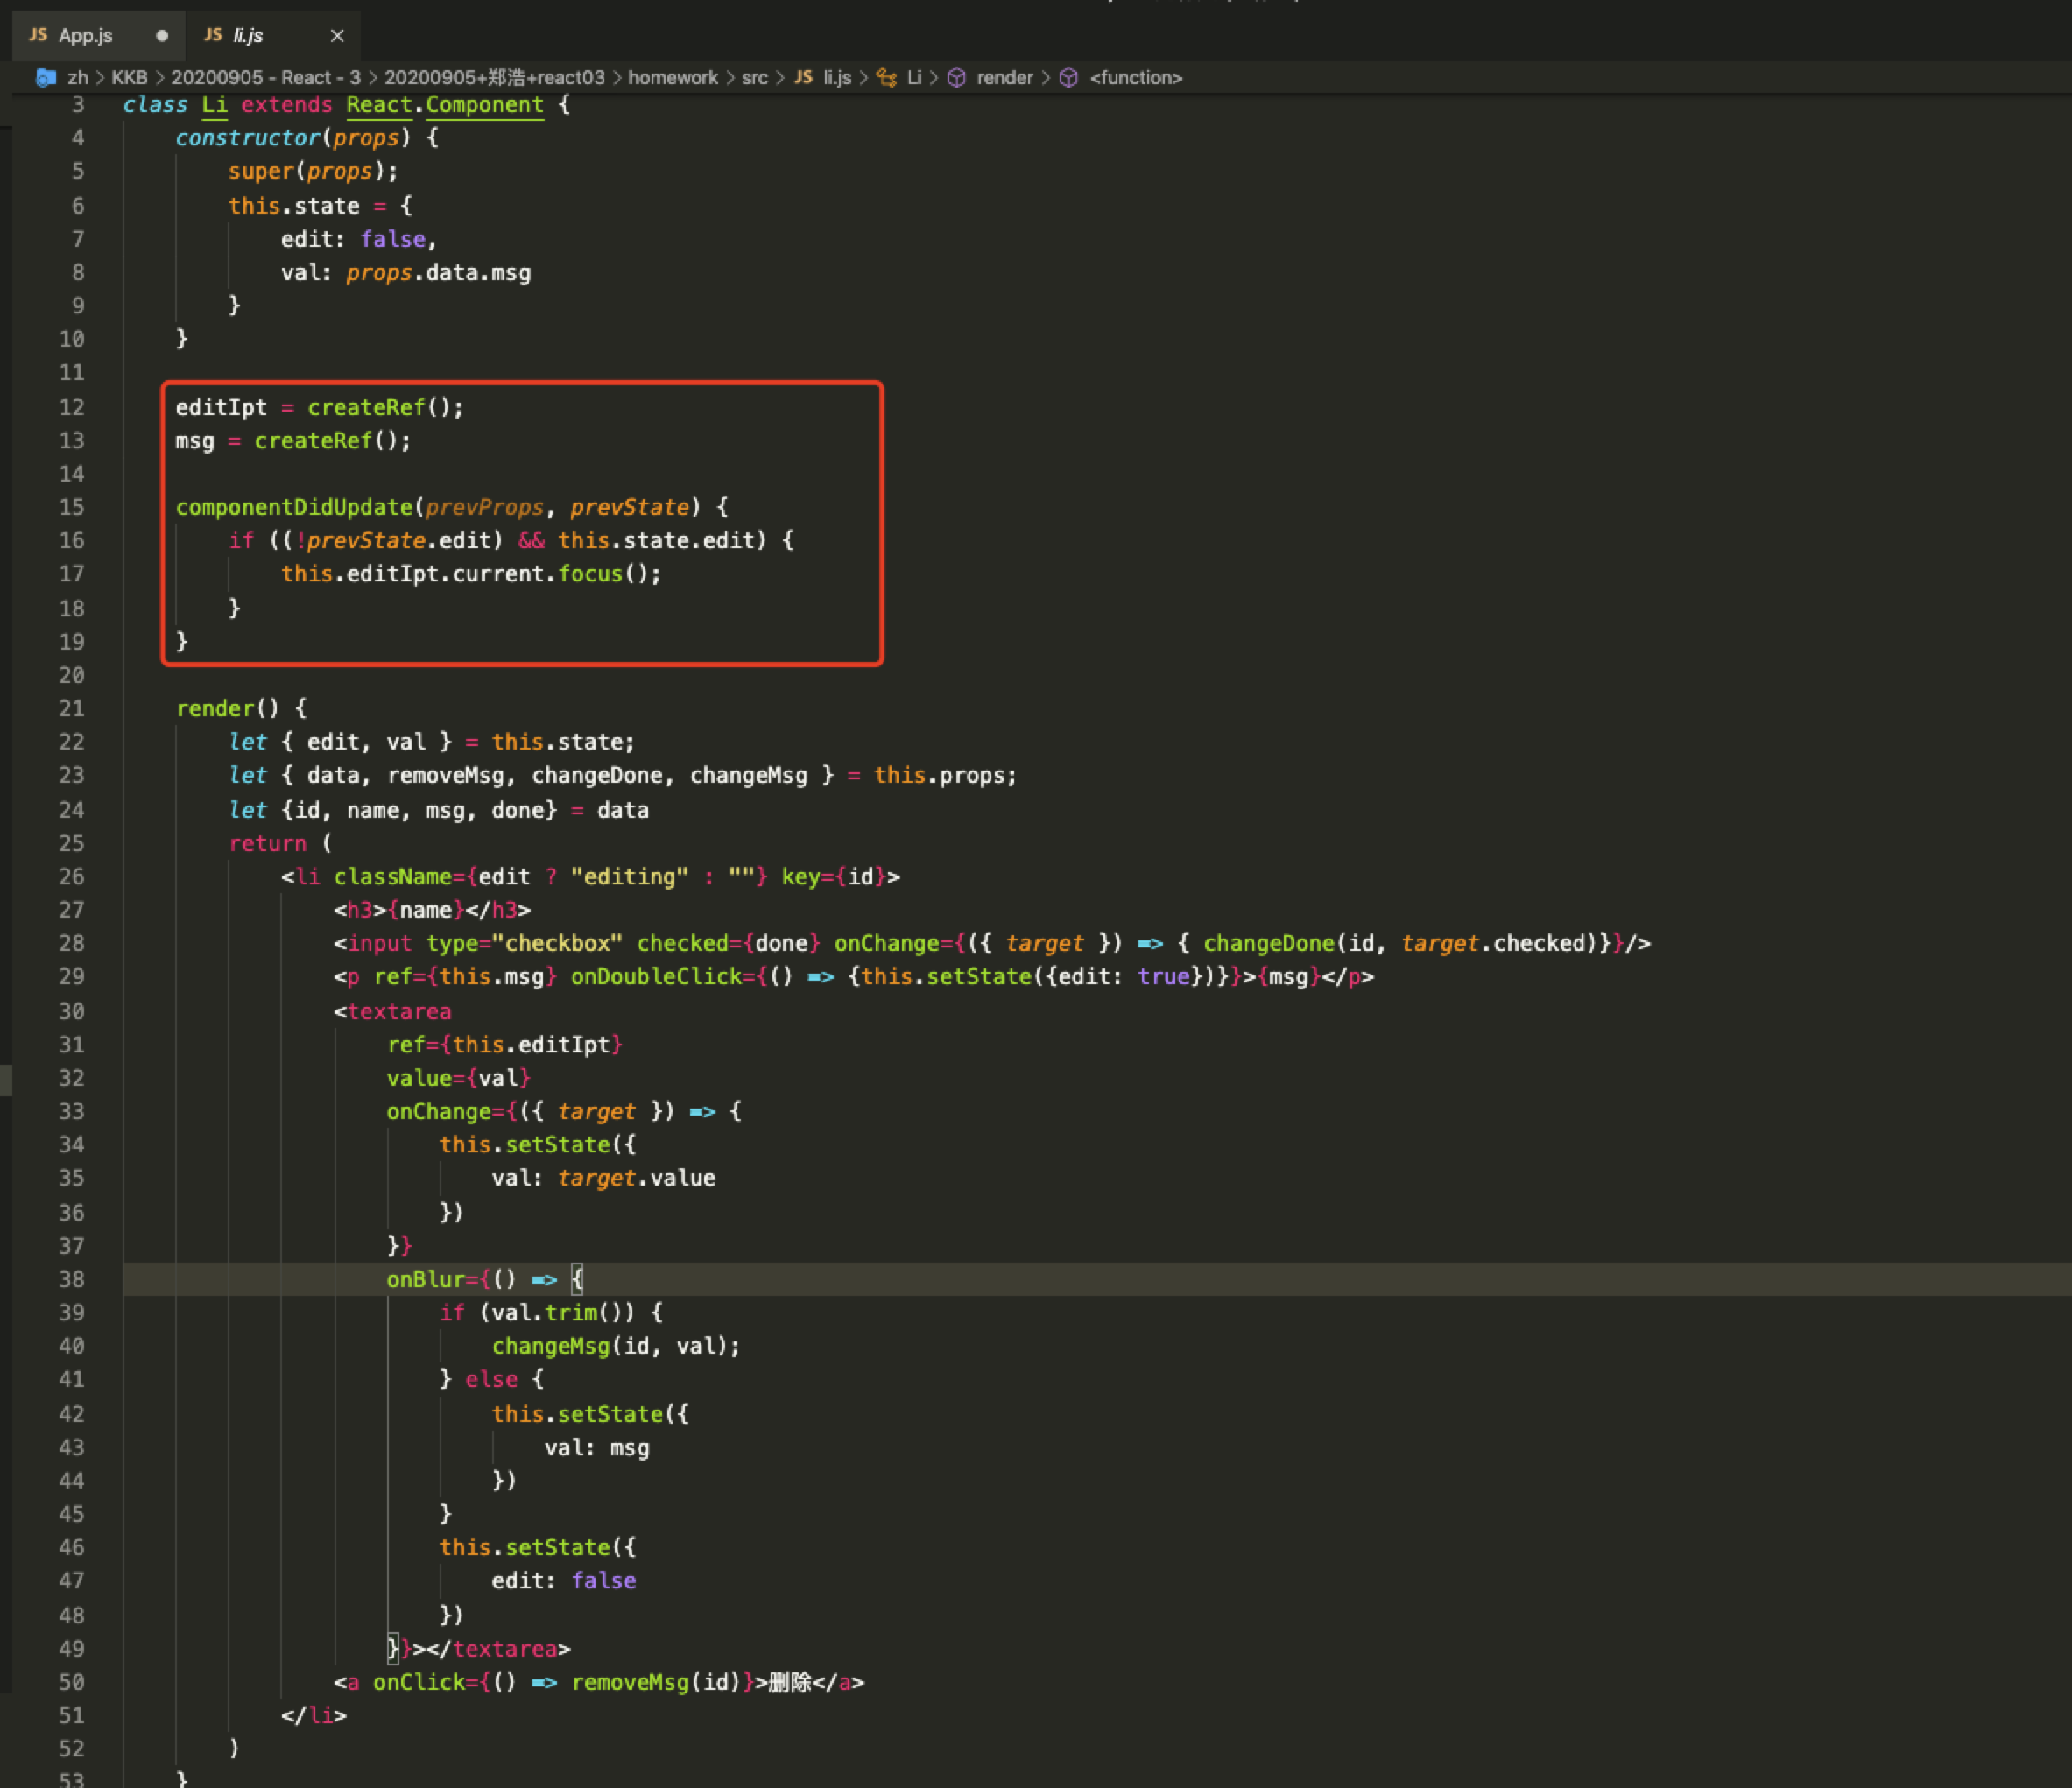 JS App.js ● JS li.js ×
zh > KKB > 20200905 - React - 3 > 20200905+郑浩+react03 > homework > src > JS li.js > Li > render > <function>
3 class Li extends React.Component {
4 constructor(props) {
5 super(props);
6 this.state = {
7 edit: false,
8 val: props.data.msg
9 }
10 }
11
12 editIpt = createRef();
13 msg = createRef();
14
15 componentDidUpdate(prevProps, prevState) {
16 if ((!prevState.edit) && this.state.edit) {
17 this.editIpt.current.focus();
18 }
19 }
20
21 render() {
22 let { edit, val } = this.state;
23 let { data, removeMsg, changeDone, changeMsg } = this.props;
24 let {id, name, msg, done} = data
25 return (
26 <li className={edit ? "editing" : ""} key={id}>
27 <h3>{name}</h3>
28 <input type="checkbox" checked={done} onChange={({ target }) => { changeDone(id, target.checked)}}/>
29 <p ref={this.msg} onDoubleClick={() => {this.setState({edit: true})}}>{msg}</p>
30 <textarea
31 ref={this.editIpt}
32 value={val}
33 onChange={({ target }) => {
34 this.setState({
35 val: target.value
36 })
37 }}
38 onBlur={() => {
39 if (val.trim()) {
40 changeMsg(id, val);
41 } else {
42 this.setState({
43 val: msg
44 })
45 }
46 this.setState({
47 edit: false
48 })
49 }}></textarea>
50 <a onClick={() => removeMsg(id)}>删除</a>
51 </li>
52 )
53 }